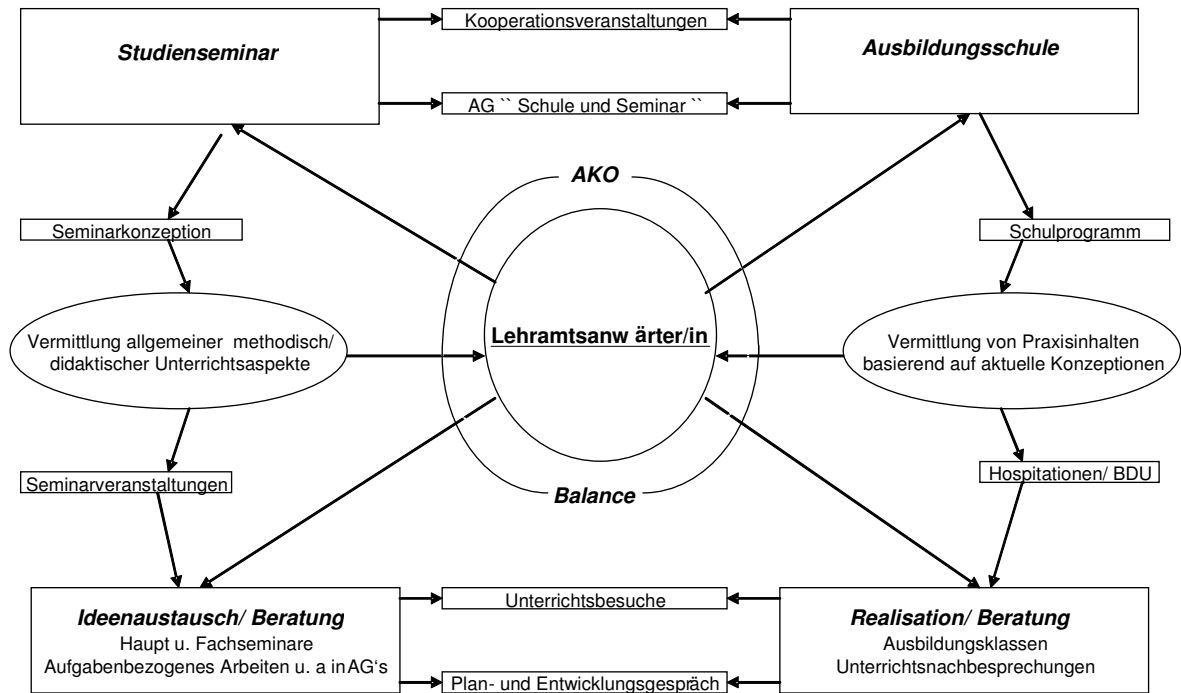 Kooperationsveranstaltungen
Studienseminar
Ausbildungsschule
AG `` Schule und Seminar ``
AKO
Seminarkonzeption
Schulprogramm
Lehramtsanw ärter/in
Vermittlung allgemeiner methodisch/
didaktischer Unterrichtsaspekte
Vermittlung von Praxisinhalten
basierend auf aktuelle Konzeptionen
Seminarveranstaltungen
Hospitationen/ BDU
Balance
Ideenaustausch/ Beratung
Haupt u. Fachseminare
Aufgabenbezogenes Arbeiten u. a in AG‘s
Unterrichtsbesuche
Realisation/ Beratung
Ausbildungsklassen
Unterrichtsnachbesprechungen
Plan- und Entwicklungsgespräch